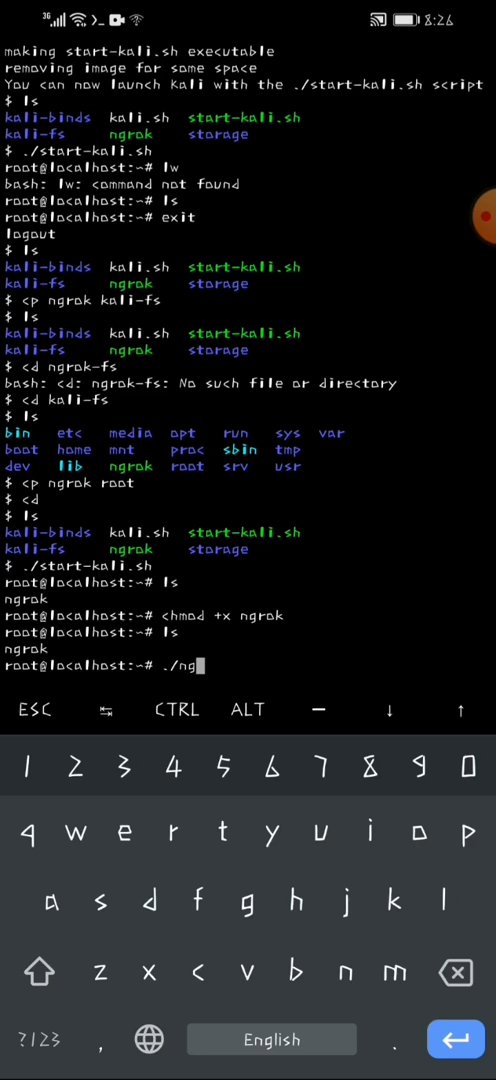 3G 8:26
making start-kali.sh executable
removing image for some space
You can now launch Kali with the ./start-kali.sh script
$ ls
kali-binds kali.sh start-kali.sh
kali-fs ngrok storage
$ ./start-kali.sh
root@localhost:~# lw
bash: lw: command not found
root@localhost:~# ls
root@localhost:~# exit
logout
$ ls
kali-binds kali.sh start-kali.sh
kali-fs ngrok storage
$ cp ngrok kali-fs
$ ls
kali-binds kali.sh start-kali.sh
kali-fs ngrok storage
$ cd ngrok-fs
bash: cd: ngrok-fs: No such file or directory
$ cd kali-fs
$ ls
bin etc media opt run sys var
boot home mnt proc sbin tmp
dev lib ngrok root srv usr
$ cp ngrok root
$ cd
$ ls
kali-binds kali.sh start-kali.sh
kali-fs ngrok storage
$ ./start-kali.sh
root@localhost:~# ls
ngrok
root@localhost:~# chmod +x ngrok
root@localhost:~# ls
ngrok
root@localhost:~# ./ng
ESC CTRL ALT —
1 2 3 4 5 6 7 8 9 0
q w e r t y u i o p
a s d f g h j k l
z x c v b n m
?123 , English .